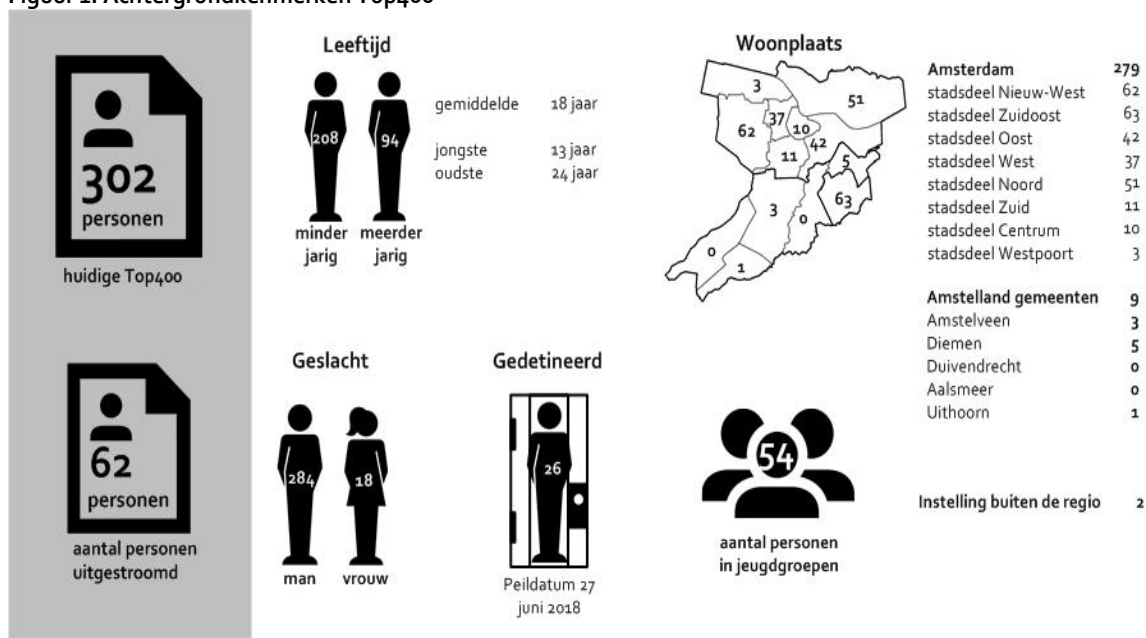 Figuur 1. Achtergrondkenmerken Top400
302
personen
huidige Top400
62
personen
aantal personen
uitgestroomd
Leeftijd
208
94
minder
jarig
meerder
jarig
gemiddelde 18 jaar
jongste 13 jaar
oudste 24 jaar
Geslacht
284
18
man vrouw
Gedetineerd
26
Peildatum 27
juni 2018
Woonplaats
3
51
62
37
10
42
11
5
63
3
0
0
1
54
aantal personen
in jeugdgroepen
Amsterdam 279
stadsdeel Nieuw-West 62
stadsdeel Zuidoost 63
stadsdeel Oost 42
stadsdeel West 37
stadsdeel Noord 51
stadsdeel Zuid 11
stadsdeel Centrum 10
stadsdeel Westpoort 3
Amstelland gemeenten 9
Amstelveen 3
Diemen 5
Duivendrecht 0
Aalsmeer 0
Uithoorn 1
Instelling buiten de regio 2